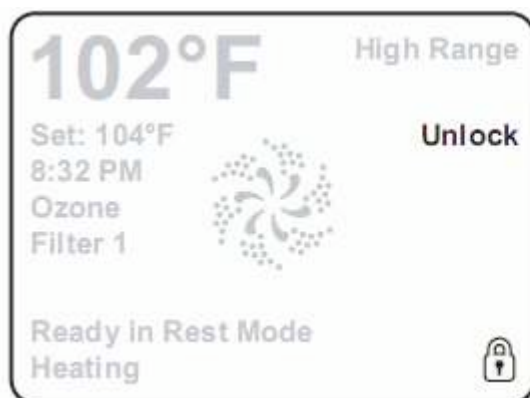 102°F
High Range
Set: 104°F
Unlock
8:32 PM
Ozone
Filter 1
Ready in Rest Mode
Heating